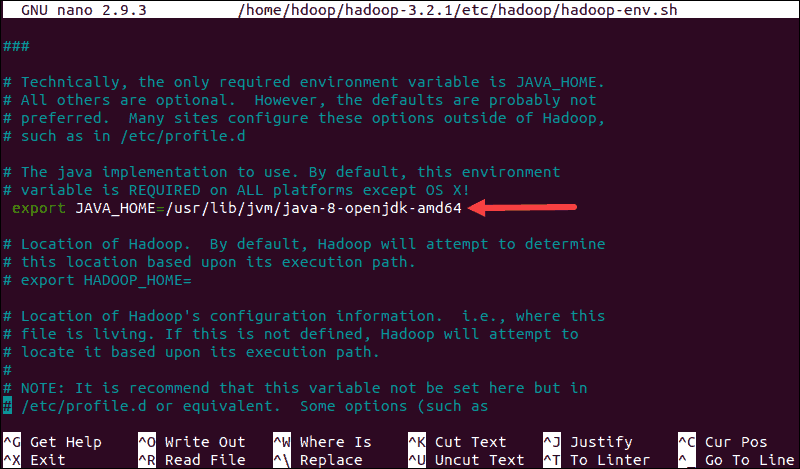 GNU nano 2.9.3 /home/hdoop/hadoop-3.2.1/etc/hadoop/hadoop-env.sh
###
# Technically, the only required environment variable is JAVA_HOME.
# All others are optional.  However, the defaults are probably not
# preferred.  Many sites configure these options outside of Hadoop,
# such as in /etc/profile.d
# The java implementation to use. By default, this environment
# variable is REQUIRED on ALL platforms except OS X!
export JAVA_HOME=/usr/lib/jvm/java-8-openjdk-amd64
# Location of Hadoop.  By default, Hadoop will attempt to determine
# this location based upon its execution path.
# export HADOOP_HOME=
# Location of Hadoop's configuration information.  i.e., where this
# file is living. If this is not defined, Hadoop will attempt to
# locate it based upon its execution path.
#
# NOTE: It is recommend that this variable not be set here but in
# /etc/profile.d or equivalent.  Some options (such as
^G Get Help ^O Write Out ^W Where Is ^K Cut Text ^J Justify ^C Cur Pos
^X Exit ^R Read File ^\ Replace ^U Uncut Text ^T To Linter ^_ Go To Line